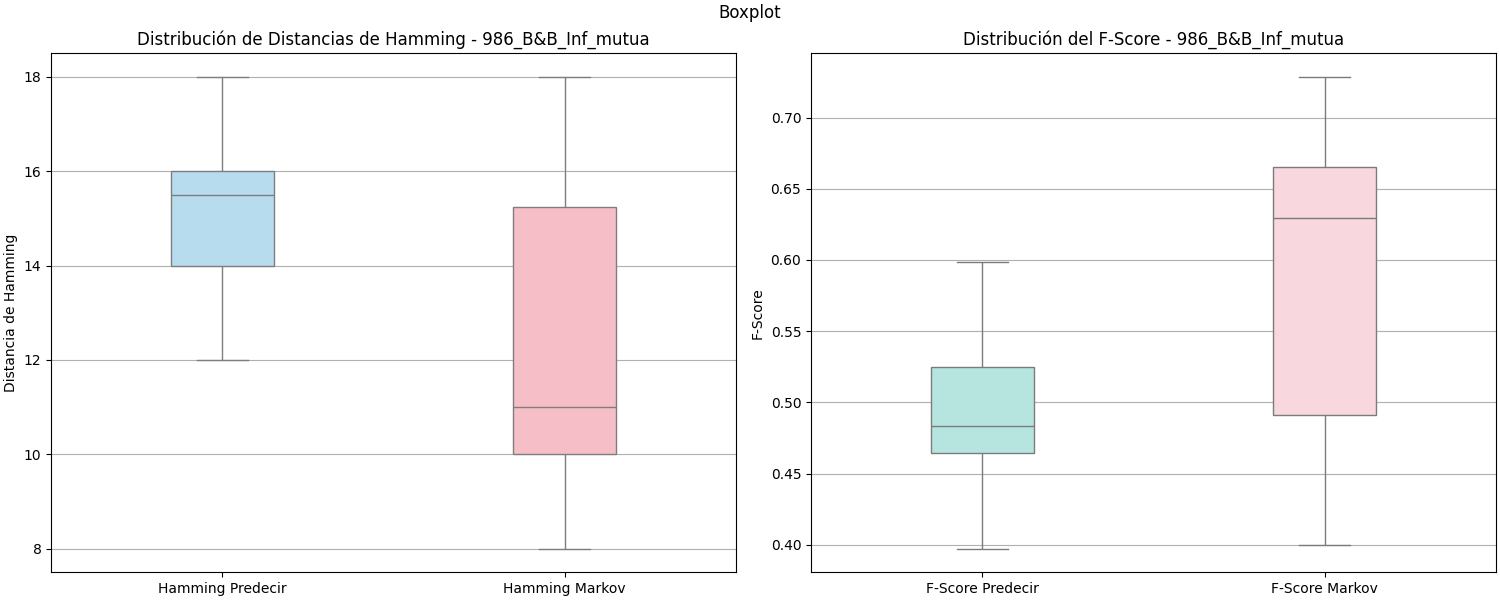 Boxplot
Distribución de Distancias de Hamming - 986_B&B_Inf_mutua
Distancia de Hamming
18
16
14
12
10
8
Hamming Predecir
Hamming Markov
Distribución del F-Score - 986_B&B_Inf_mutua
F-Score
0.70
0.65
0.60
0.55
0.50
0.45
0.40
F-Score Predecir
F-Score Markov